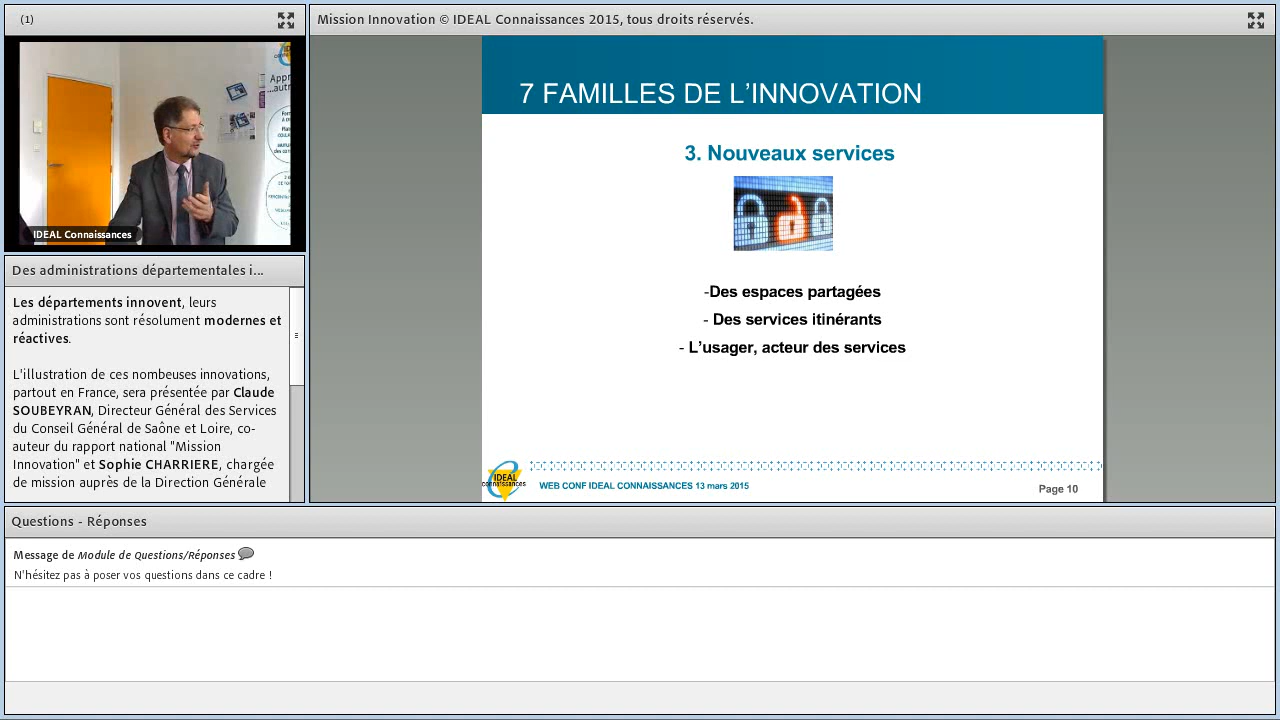 (1)
Mission Innovation © IDEAL Connaissances 2015, tous droits réservés.
Appr
...autr
IDEAL Connaissances
Des administrations départementales i...
Les départements innovent, leurs
administrations sont résolument modernes et
réactives.
L'illustration de ces nombeuses innovations,
partout en France, sera présentée par Claude
SOUBEYRAN, Directeur Général des Services
du Conseil Général de Saône et Loire, co-
auteur du rapport national "Mission
Innovation" et Sophie CHARRIERE, chargée
de mission auprès de la Direction Générale
7 FAMILLES DE L'INNOVATION
3. Nouveaux services
-Des espaces partagées
- Des services itinérants
- L'usager, acteur des services
IDEAL
connaissances
WEB CONF IDEAL CONNAISSANCES 13 mars 2015
Page 10
Questions - Réponses
Message de Module de Questions/Réponses
N'hésitez pas à poser vos questions dans ce cadre !